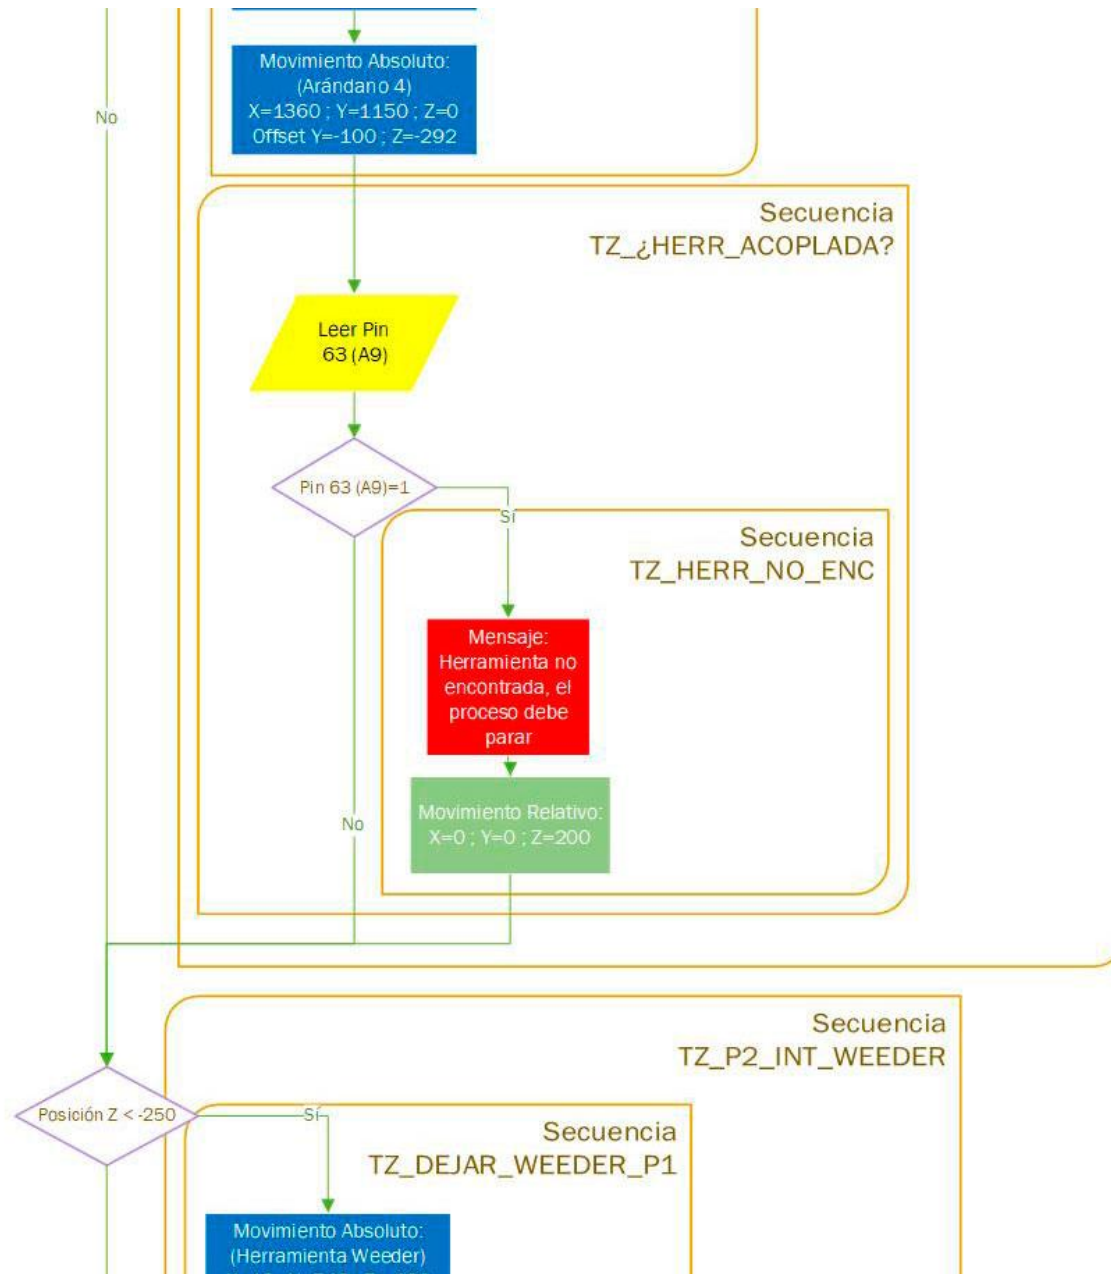 Movimiento Absoluto:
(Arándano 4)
X=1360 ; Y=1150 ; Z=0
Offset Y=-100 ; Z=-292
No
Secuencia
TZ_¿HERR_ACOPLADA?
Leer Pin
63 (A9)
Pin 63 (A9)=1
Sí
Secuencia
TZ_HERR_NO_ENC
Mensaje:
Herramienta no
encontrada, el
proceso debe
parar
Movimiento Relativo:
X=0 ; Y=0 ; Z=200
No
Secuencia
TZ_P2_INT_WEEDER
Posición Z < -250
Sí
Secuencia
TZ_DEJAR_WEEDER_P1
Movimiento Absoluto:
(Herramienta Weeder)